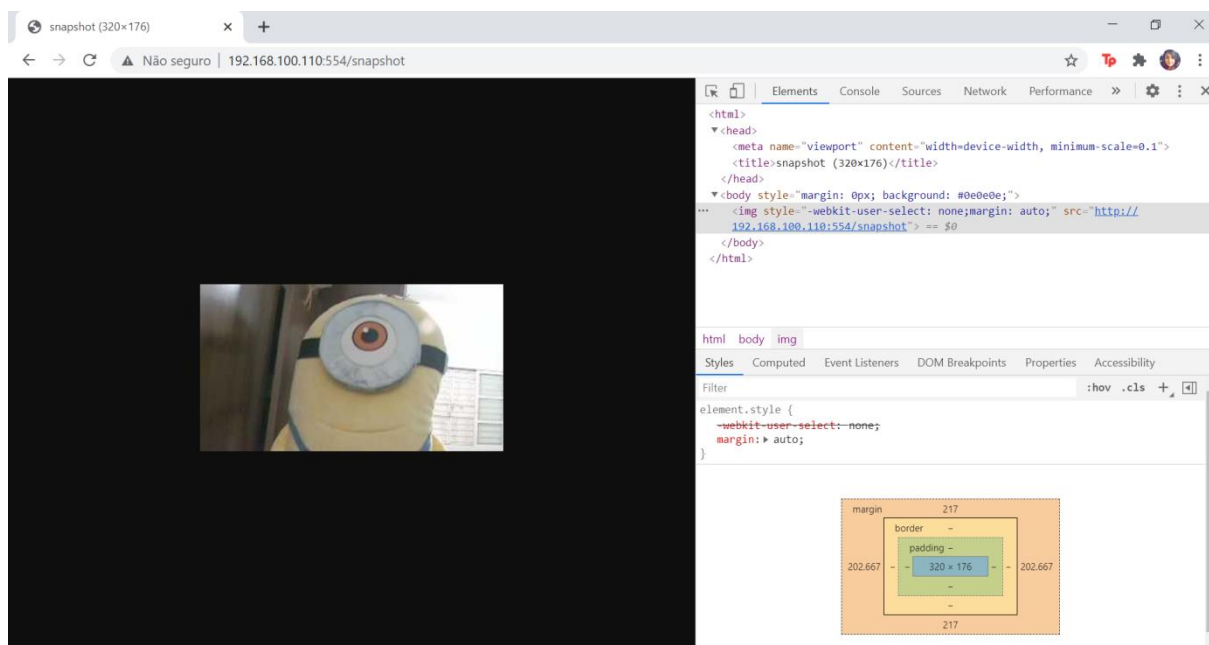 snapshot (320×176)
Não seguro | 192.168.100.110:554/snapshot
Tp
Elements Console Sources Network Performance »
<html>
▼<head>
<meta name="viewport" content="width=device-width, minimum-scale=0.1">
<title>snapshot (320×176)</title>
</head>
▼<body style="margin: 0px; background: #0e0e0e;">
... <img style="-webkit-user-select: none;margin: auto;" src="http://
192.168.100.110:554/snapshot"> == $0
</body>
</html>
html body img
Styles Computed Event Listeners DOM Breakpoints Properties Accessibility
Filter :hov .cls +
element.style {
-webkit-user-select: none;
margin:▶ auto;
}
margin 217
border –
padding –
202.667 – – 320 × 176 – – 202.667
–
–
217